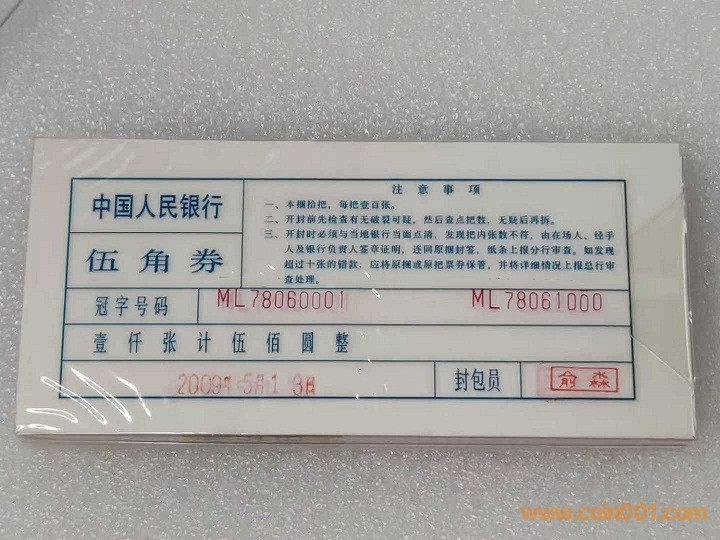 中国人民银行
伍角券
注意事项
一、本捆拾把，每把壹百张。
二、开封前先检查有无破裂可疑，然后查点把数，无疑后再拆。
三、开封时必须与当地银行当面点清，发现把内张数不符，由在场人、经手
人及银行负责人签章证明，连同原捆封签、纸条上报分行审查。如发现
超过十张的错款，应将原捆或原把票券保管，并将详细情况上报总行审
查处理。
冠字号码 ML78060001 ML78061000
壹仟张计伍佰圆整
2009年5月13日 封包员 俞淼
www.coin001.com